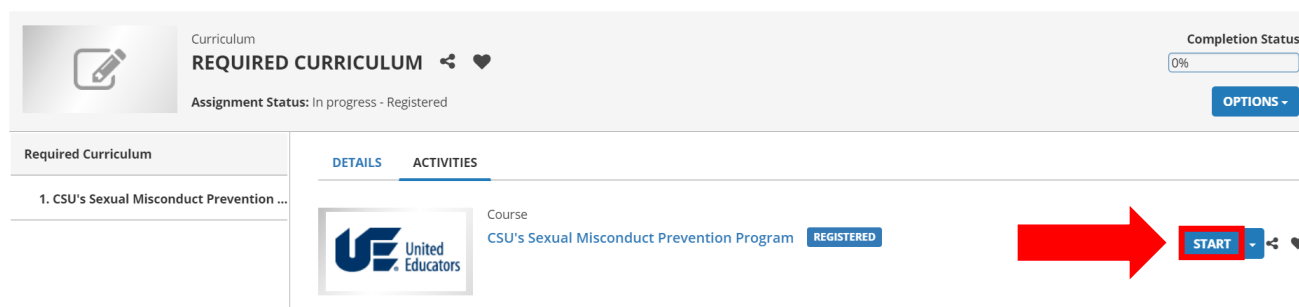 Curriculum
REQUIRED CURRICULUM
Assignment Status: In progress - Registered
Completion Status
0%
OPTIONS
Required Curriculum
1. CSU's Sexual Misconduct Prevention ...
DETAILS ACTIVITIES
United
Educators
Course
CSU's Sexual Misconduct Prevention Program REGISTERED
START